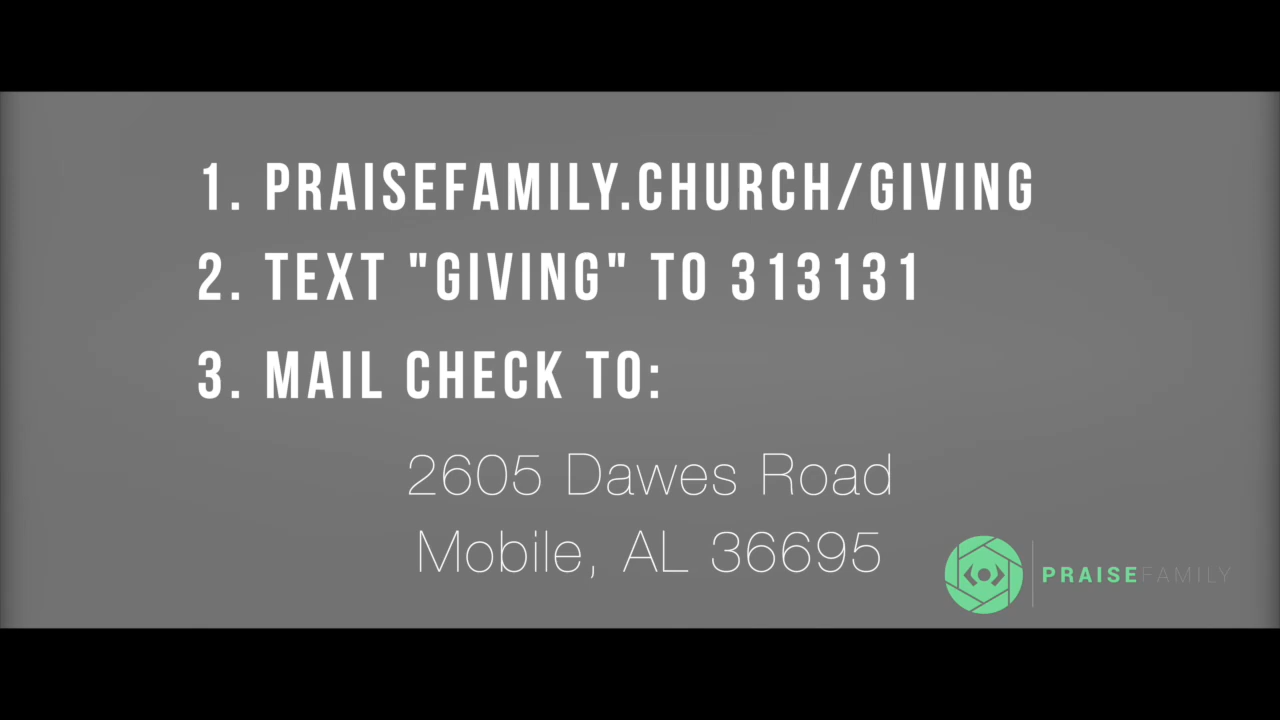 1. PRAISEFAMILY.CHURCH/GIVING
2. TEXT "GIVING" TO 313131
3. MAIL CHECK TO:
2605 Dawes Road
Mobile, AL 36695
PRAISEFAMILY